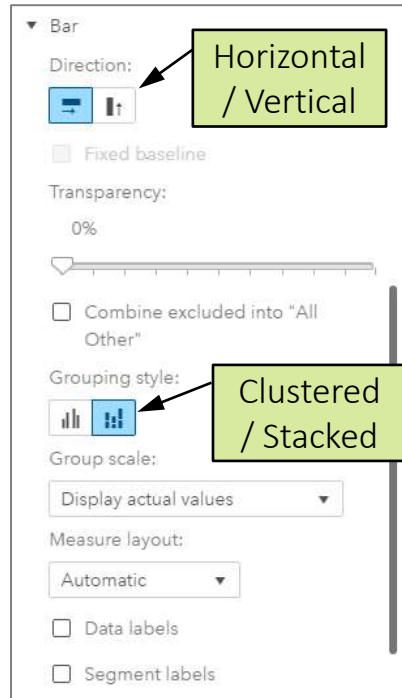 Bar
Direction:
Horizontal
/ Vertical
Fixed baseline
Transparency:
0%
Combine excluded into "All
Other"
Grouping style:
Clustered
/ Stacked
Group scale:
Display actual values
Measure layout:
Automatic
Data labels
Segment labels